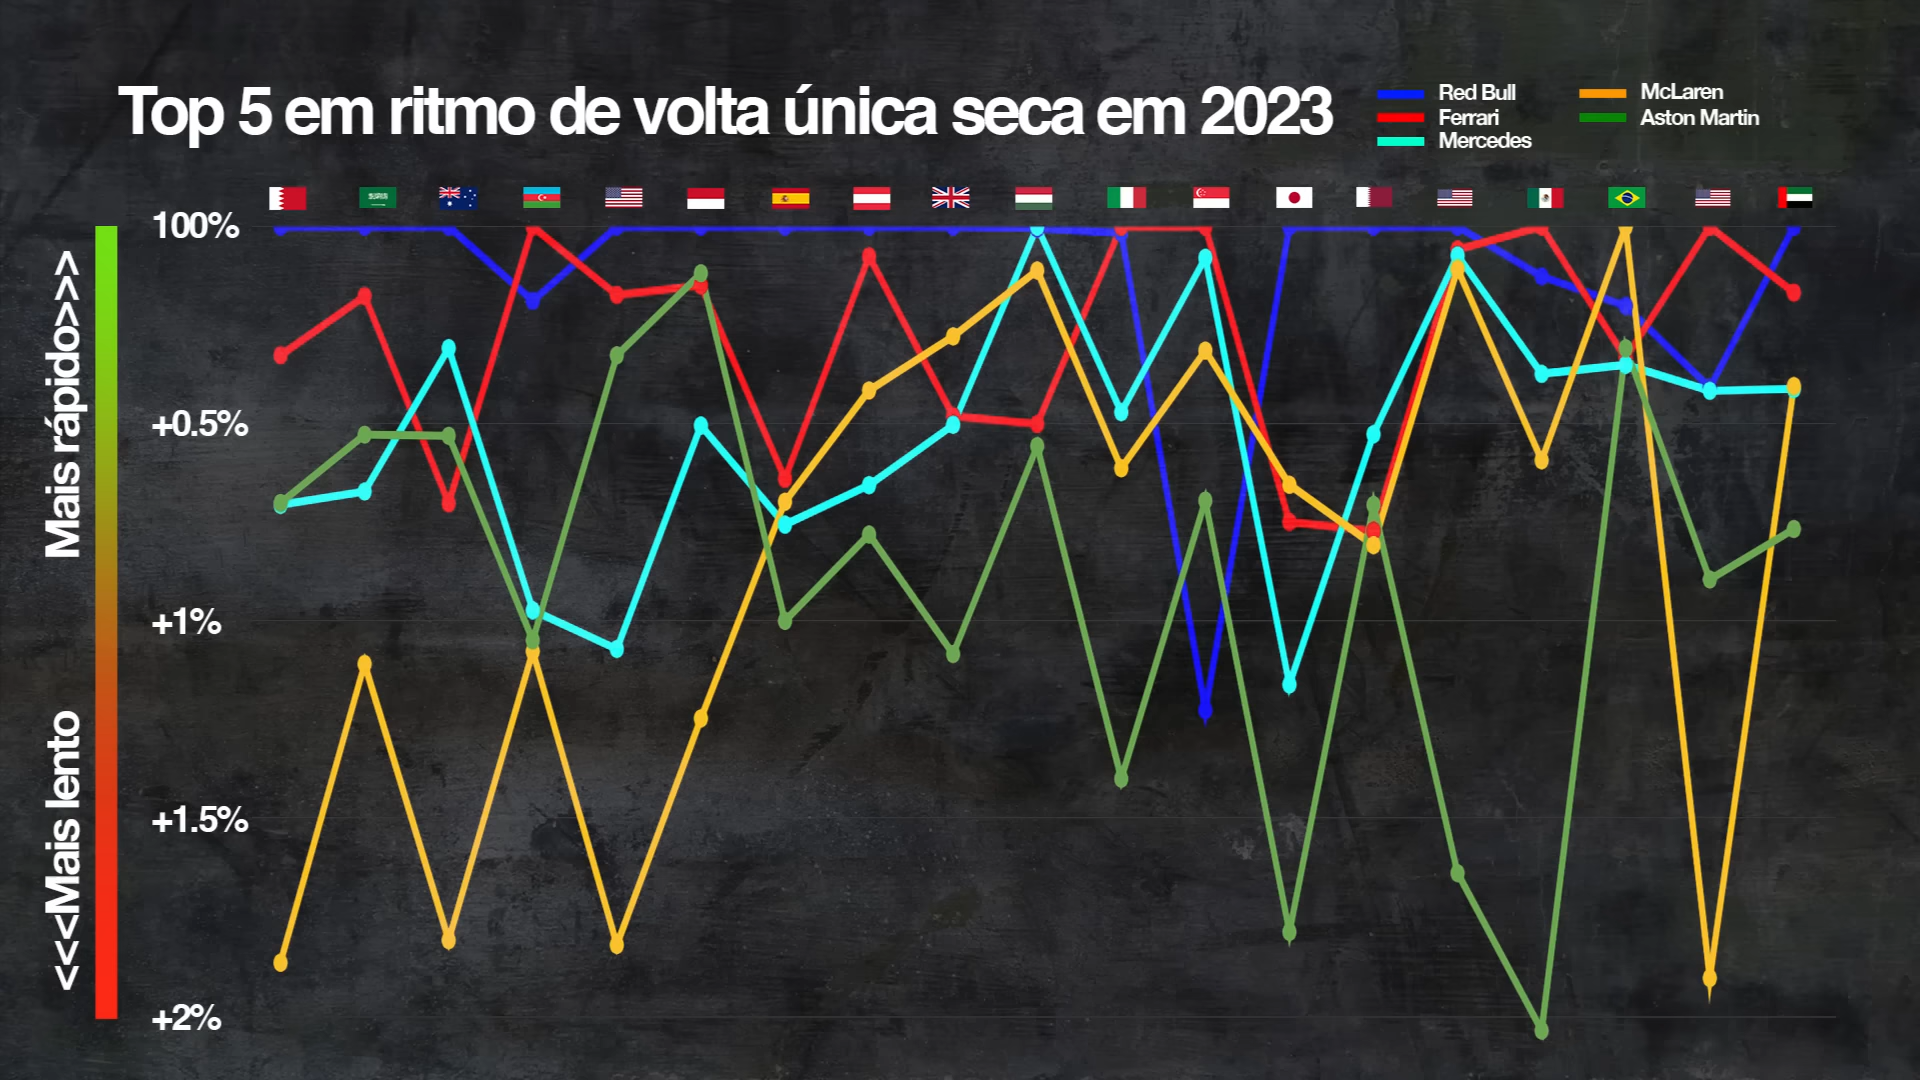 Top 5 em ritmo de volta única seca em 2023
Red Bull
Ferrari
Mercedes
McLaren
Aston Martin
100%
+0.5%
+1%
+1.5%
+2%
Mais rápido>>>>
<<<Mais lento